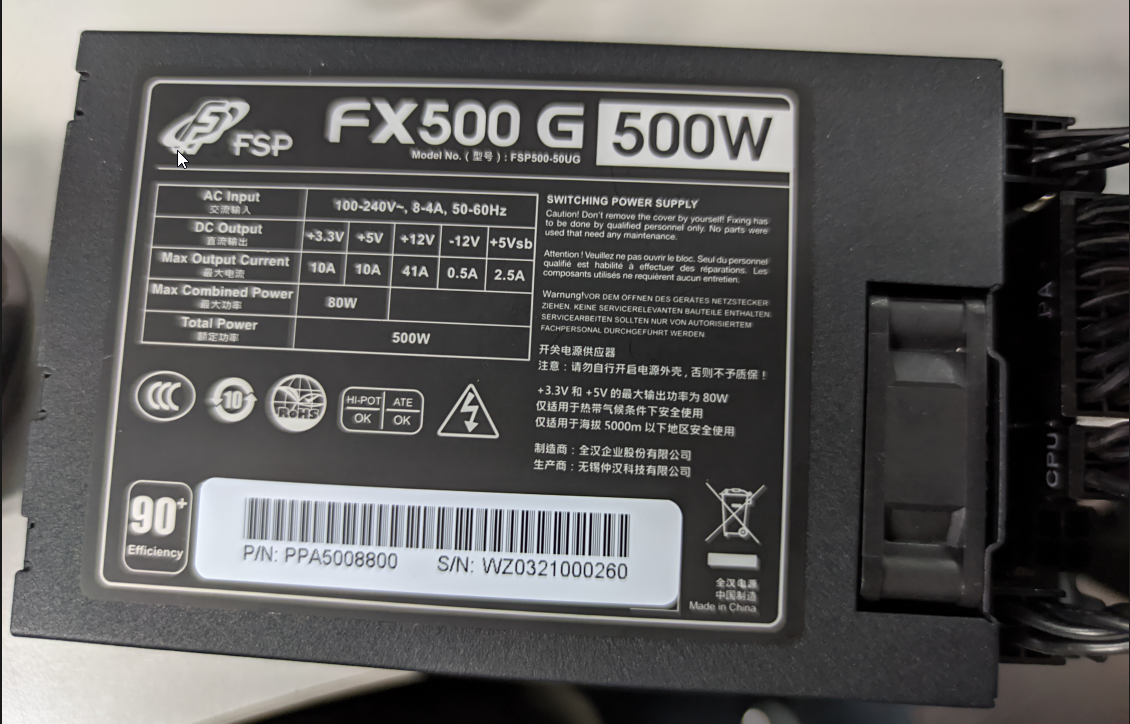 FSP
FX500 G
500W
Model No. ( 型号 ) : FSP500-50UG
AC Input
交流输入
100-240V~, 8-4A, 50-60Hz
DC Output
直流输出
+3.3V
+5V
+12V
-12V
+5Vsb
Max Output Current
最大电流
10A
10A
41A
0.5A
2.5A
Max Combined Power
最大功率
80W
Total Power
额定功率
500W
SWITCHING POWER SUPPLY
Caution! Don't remove the cover by yourself! Fixing has
to be done by qualified personnel only. No parts were
used that need any maintenance.
Attention ! Veuillez ne pas ouvrir le bloc. Seul du personnel
qualifié est habilité à effectuer des réparations. Les
composants utilisés ne requièrent aucun entretien.
Warnung!VOR DEM ÖFFNEN DES GERÄTES NETZSTECKER
ZIEHEN. KEINE SERVICERELEVANTEN BAUTEILE ENTHALTEN.
SERVICEARBEITEN SOLLTEN NUR VON AUTORISIERTEM
FACHPERSONAL DURCHGEFÜHRT WERDEN.
开关电源供应器
注意：请勿自行开启电源外壳，否则不予质保！
+3.3V 和 +5V 的最大输出功率为 80W
仅适用于热带气候条件下安全使用
仅适用于海拔 5000m 以下地区安全使用
制造商：全汉企业股份有限公司
生产商：无锡仲汉科技有限公司
CCC
10
RoHS
HI-POT
OK
ATE
OK
90+
Efficiency
P/N: PPA5008800
S/N: WZ0321000260
全汉电源
中国制造
Made in China
CPU